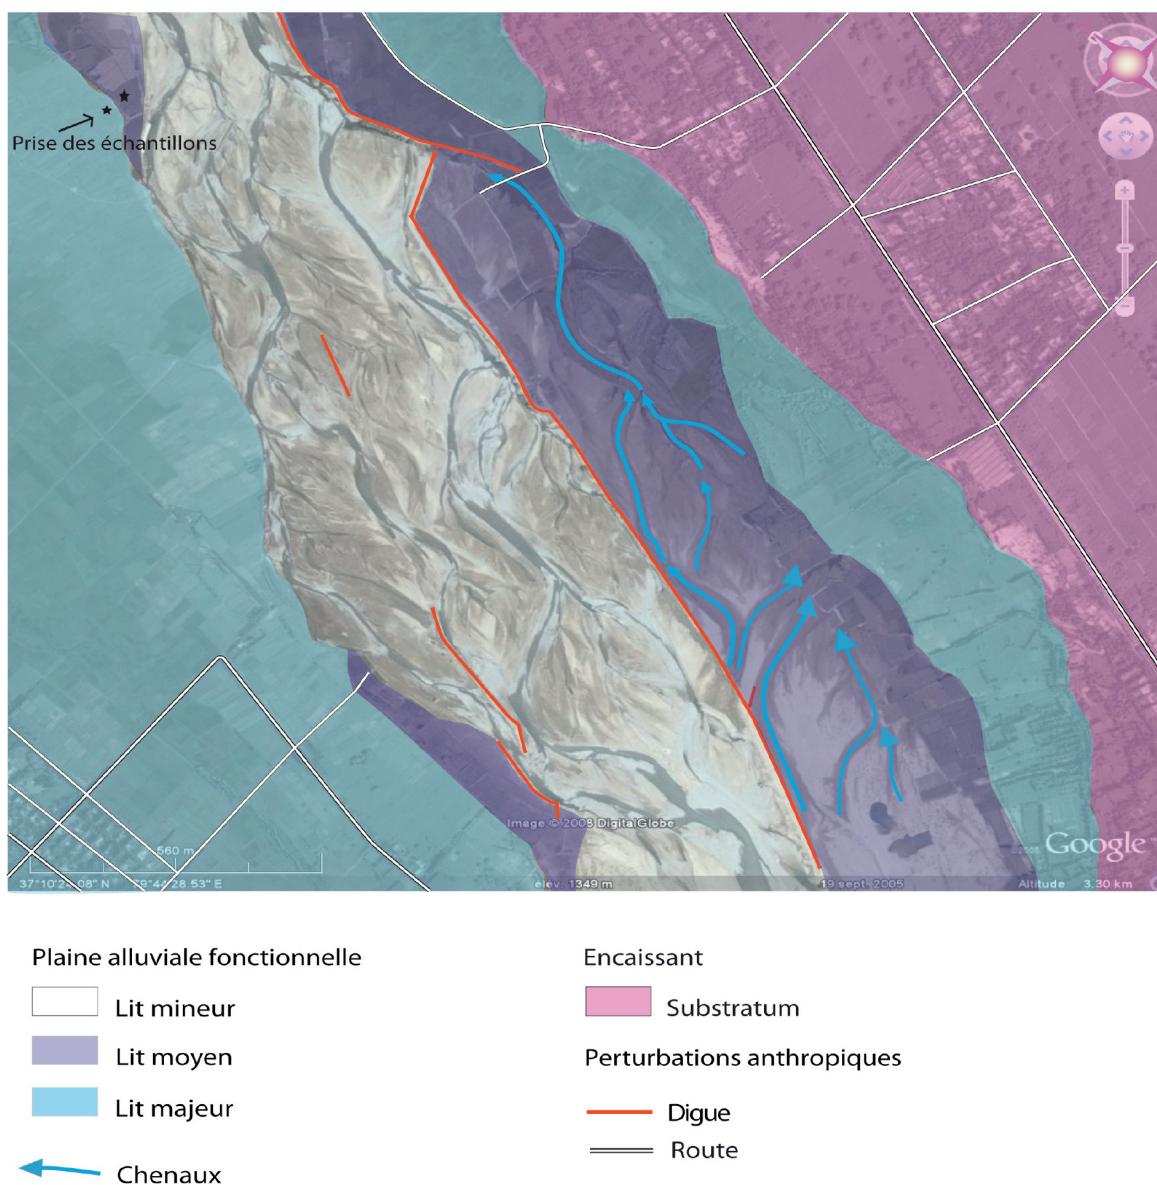 Prise des échantillons
Image © 2008 DigitalGlobe
Google
560 m
elev. 1349 m
19 sept. 2005
Altitude 3.30 km
Plaine alluviale fonctionnelle
Lit mineur
Lit moyen
Lit majeur
Chenaux
Encaissant
Substratum
Perturbations anthropiques
Digue
Route